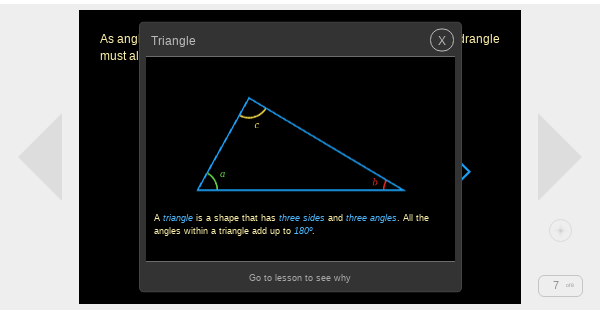 Triangle
X
As ang
drangle
must al
c
a
b
A triangle is a shape that has three sides and three angles. All the
angles within a triangle add up to 180º.
Go to lesson to see why
7